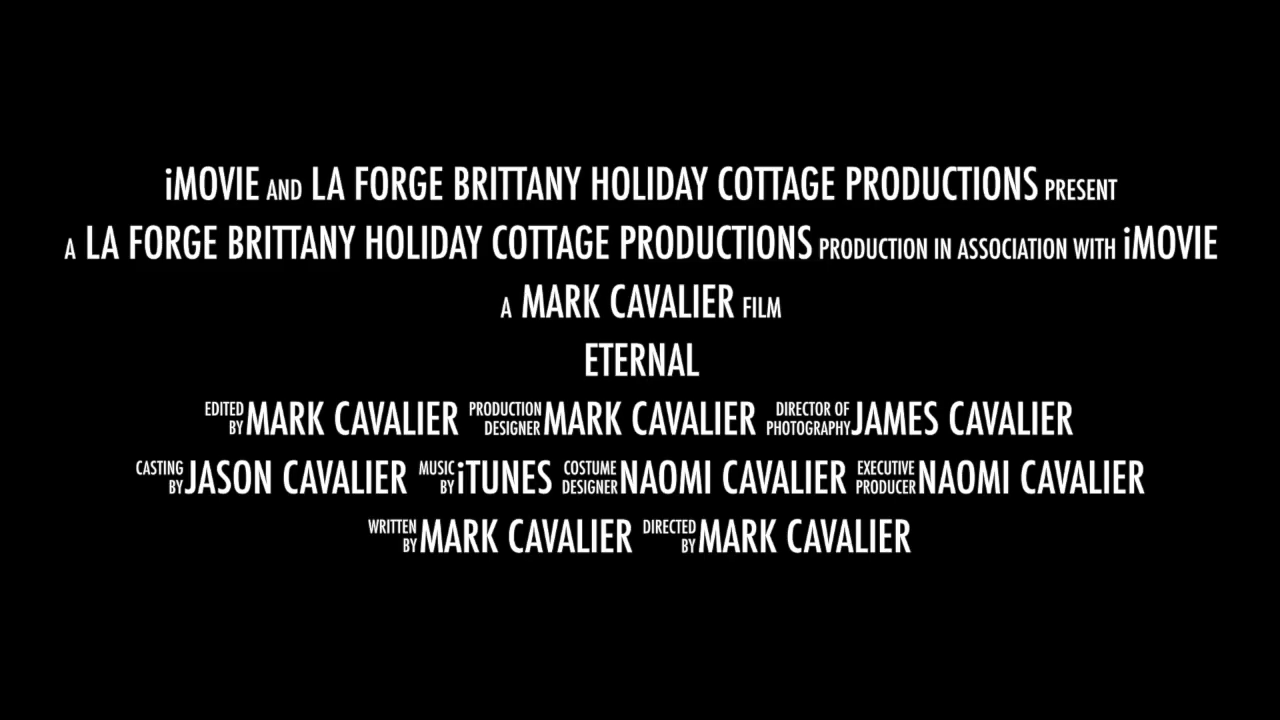 iMOVIE AND LA FORGE BRITTANY HOLIDAY COTTAGE PRODUCTIONS PRESENT
A LA FORGE BRITTANY HOLIDAY COTTAGE PRODUCTIONS PRODUCTION IN ASSOCIATION WITH iMOVIE
A MARK CAVALIER FILM
ETERNAL
EDITED BY MARK CAVALIER PRODUCTION DESIGNER MARK CAVALIER DIRECTOR OF PHOTOGRAPHY JAMES CAVALIER
CASTING BY JASON CAVALIER MUSIC BY iTUNES COSTUME DESIGNER NAOMI CAVALIER EXECUTIVE PRODUCER NAOMI CAVALIER
WRITTEN BY MARK CAVALIER DIRECTED BY MARK CAVALIER